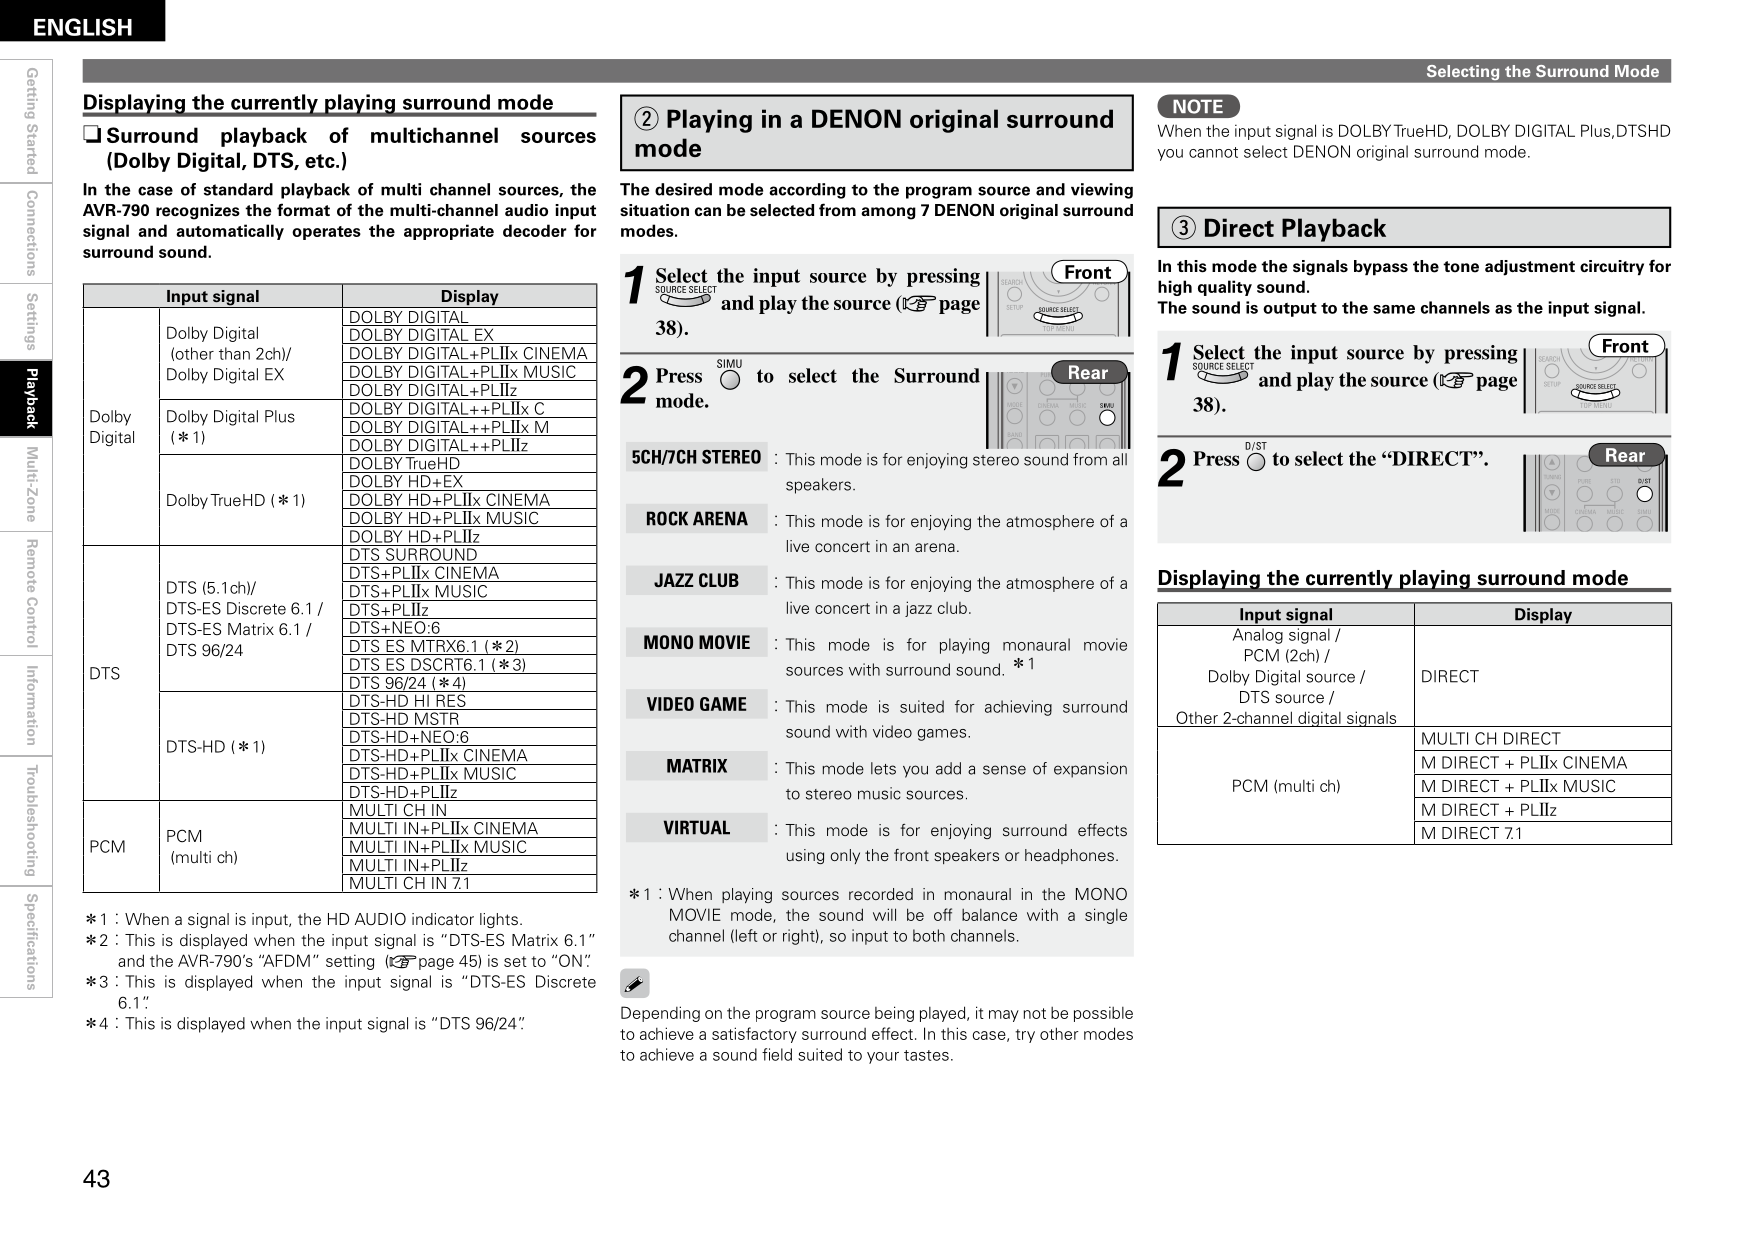 ENGLISH
Getting Started
Connections
Settings
Playback
Multi-Zone
Remote Control
Information
Troubleshooting
Specifications
Selecting the Surround Mode
Displaying the currently playing surround mode
❏ Surround playback of multichannel sources
(Dolby Digital, DTS, etc.)
In the case of standard playback of multi channel sources, the
AVR-790 recognizes the format of the multi-channel audio input
signal and automatically operates the appropriate decoder for
surround sound.
Input signal Display
Dolby
Digital
Dolby Digital
(other than 2ch)/
Dolby Digital EX
DOLBY DIGITAL
DOLBY DIGITAL EX
DOLBY DIGITAL+PLⅡx CINEMA
DOLBY DIGITAL+PLⅡx MUSIC
DOLBY DIGITAL+PLⅡz
Dolby Digital Plus
(＊1)
DOLBY DIGITAL++PLⅡx C
DOLBY DIGITAL++PLⅡx M
DOLBY DIGITAL++PLⅡz
Dolby TrueHD (＊1)
DOLBY TrueHD
DOLBY HD+EX
DOLBY HD+PLⅡx CINEMA
DOLBY HD+PLⅡx MUSIC
DOLBY HD+PLⅡz
DTS
DTS (5.1ch)/
DTS-ES Discrete 6.1 /
DTS-ES Matrix 6.1 /
DTS 96/24
DTS SURROUND
DTS+PLⅡx CINEMA
DTS+PLⅡx MUSIC
DTS+PLⅡz
DTS+NEO:6
DTS ES MTRX6.1 (＊2)
DTS ES DSCRT6.1 (＊3)
DTS 96/24 (＊4)
DTS-HD (＊1)
DTS-HD HI RES
DTS-HD MSTR
DTS-HD+NEO:6
DTS-HD+PLⅡx CINEMA
DTS-HD+PLⅡx MUSIC
DTS-HD+PLⅡz
PCM
PCM
(multi ch)
MULTI CH IN
MULTI IN+PLⅡx CINEMA
MULTI IN+PLⅡx MUSIC
MULTI IN+PLⅡz
MULTI CH IN 7.1
＊1 : When a signal is input, the HD AUDIO indicator lights.
＊2 : This is displayed when the input signal is “DTS-ES Matrix 6.1”
and the AVR-790’s “AFDM” setting (☞page 45) is set to “ON”.
＊3 : This is displayed when the input signal is “DTS-ES Discrete
6.1”.
＊4 : This is displayed when the input signal is “DTS 96/24”.
43
② Playing in a DENON original surround
mode
The desired mode according to the program source and viewing
situation can be selected from among 7 DENON original surround
modes.
1 Select the input source by pressing
SOURCE SELECT and play the source (☞page
38).
Front
SEARCH
SETUP
SOURCE SELECT
TOP MENU
2 Press SIMU to select the Surround
mode.
Rear
MODE CINEMA MUSIC SIMU
BAND
5CH/7CH STEREO : This mode is for enjoying stereo sound from all
speakers.
ROCK ARENA : This mode is for enjoying the atmosphere of a
live concert in an arena.
JAZZ CLUB : This mode is for enjoying the atmosphere of a
live concert in a jazz club.
MONO MOVIE : This mode is for playing monaural movie
sources with surround sound. ＊1
VIDEO GAME : This mode is suited for achieving surround
sound with video games.
MATRIX : This mode lets you add a sense of expansion
to stereo music sources.
VIRTUAL : This mode is for enjoying surround effects
using only the front speakers or headphones.
＊1 : When playing sources recorded in monaural in the MONO
MOVIE mode, the sound will be off balance with a single
channel (left or right), so input to both channels.
Depending on the program source being played, it may not be possible
to achieve a satisfactory surround effect. In this case, try other modes
to achieve a sound field suited to your tastes.
NOTE
When the input signal is DOLBY TrueHD, DOLBY DIGITAL Plus,DTSHD
you cannot select DENON original surround mode.
③ Direct Playback
In this mode the signals bypass the tone adjustment circuitry for
high quality sound.
The sound is output to the same channels as the input signal.
1 Select the input source by pressing
SOURCE SELECT and play the source (☞page
38).
Front
SEARCH RETURN
SETUP
SOURCE SELECT
TOP MENU
2 Press D/ST to select the “DIRECT”.
Rear
TUNING PURE STD D/ST
MODE CINEMA MUSIC SIMU
Displaying the currently playing surround mode
Input signal Display
Analog signal /
PCM (2ch) /
Dolby Digital source /
DTS source /
Other 2-channel digital signals
DIRECT
PCM (multi ch)
MULTI CH DIRECT
M DIRECT + PLⅡx CINEMA
M DIRECT + PLⅡx MUSIC
M DIRECT + PLⅡz
M DIRECT 7.1